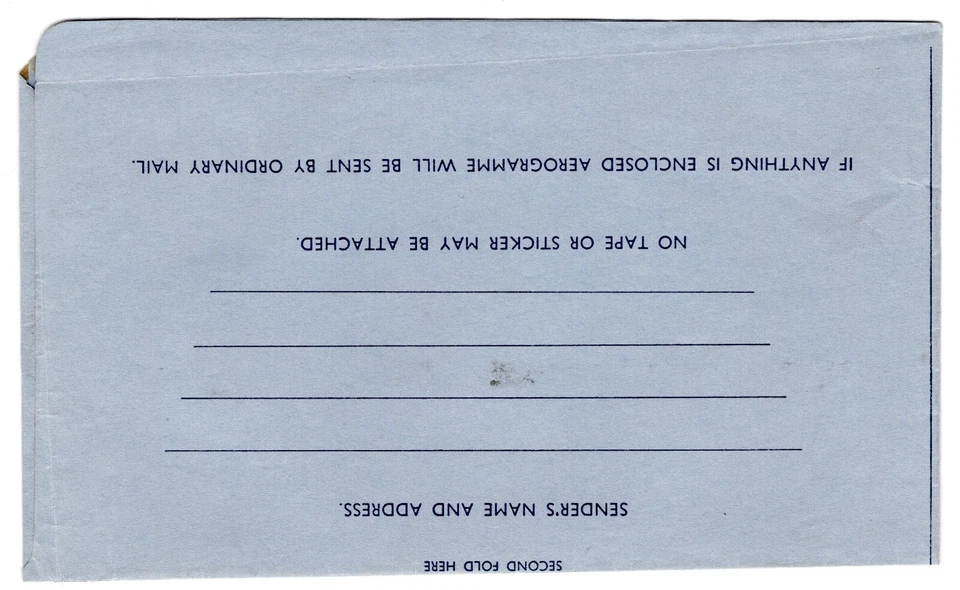 SECOND FOLD HERE
SENDER'S NAME AND ADDRESS.
NO TAPE OR STICKER MAY BE ATTACHED.
IF ANYTHING IS ENCLOSED AEROGRAMME WILL BE SENT BY ORDINARY MAIL.